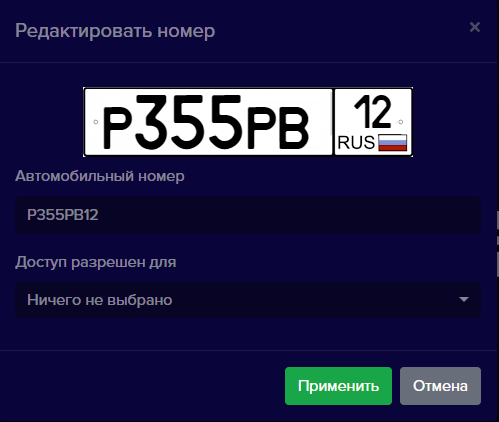 Редактировать номер ×
Р355РВ 12
RUS
Автомобильный номер
Р355РВ12
Доступ разрешен для
Ничего не выбрано
Применить Отмена